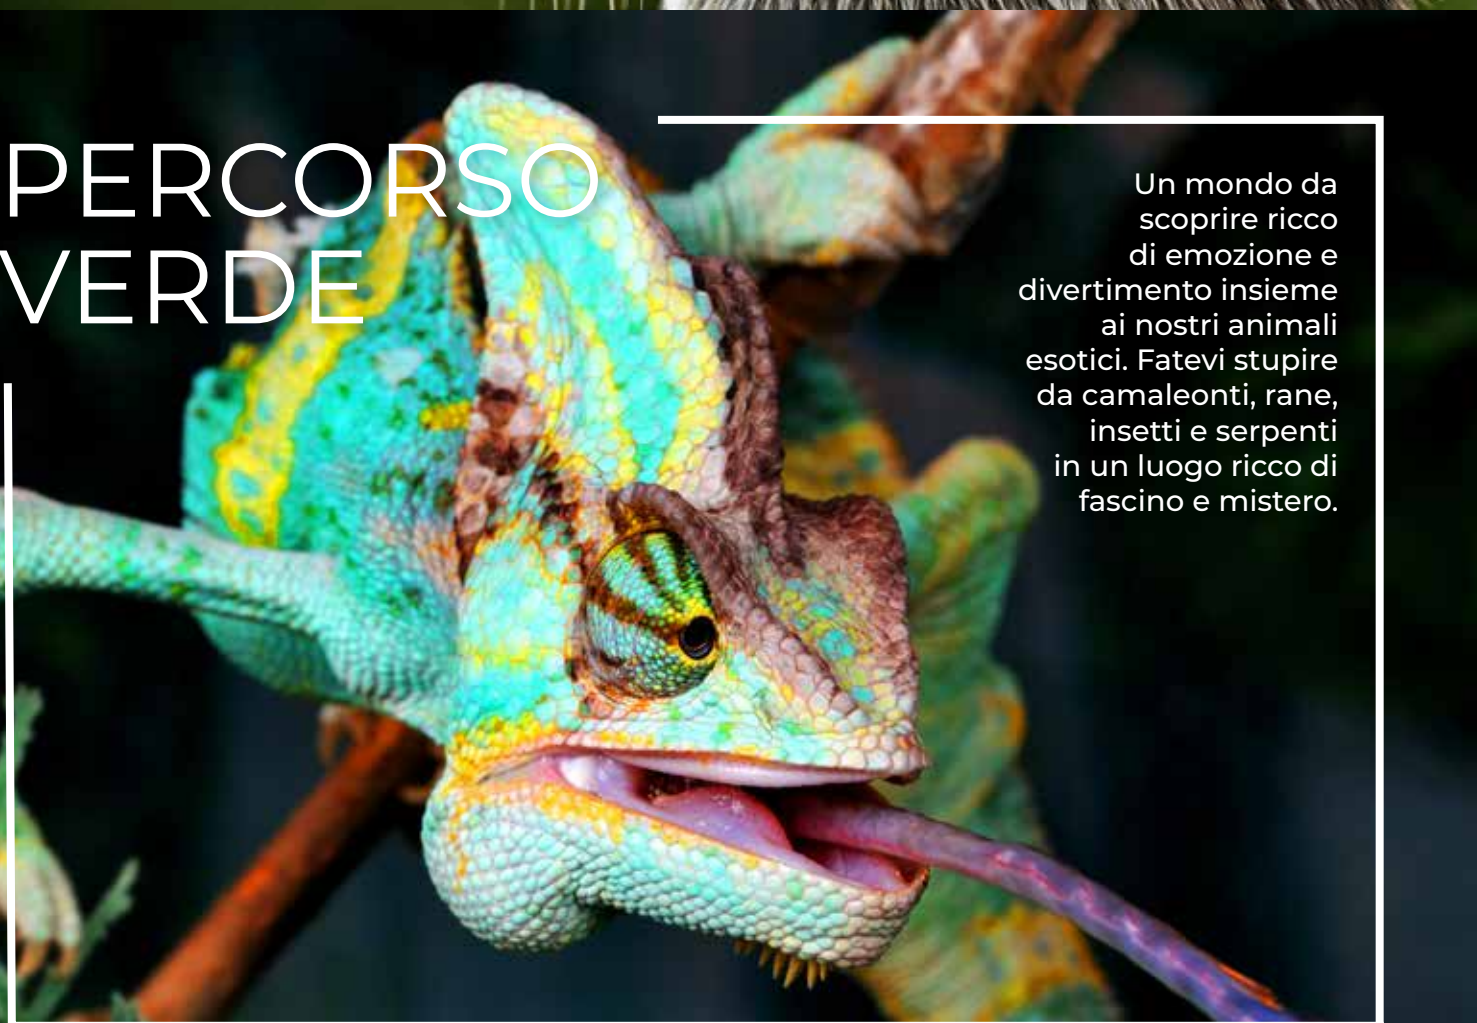 PERCORSO
VERDE
Un mondo da
scoprire ricco
di emozione e
divertimento insieme
ai nostri animali
esotici. Fatevi stupire
da camaleonti, rane,
insetti e serpenti
in un luogo ricco di
fascino e mistero.